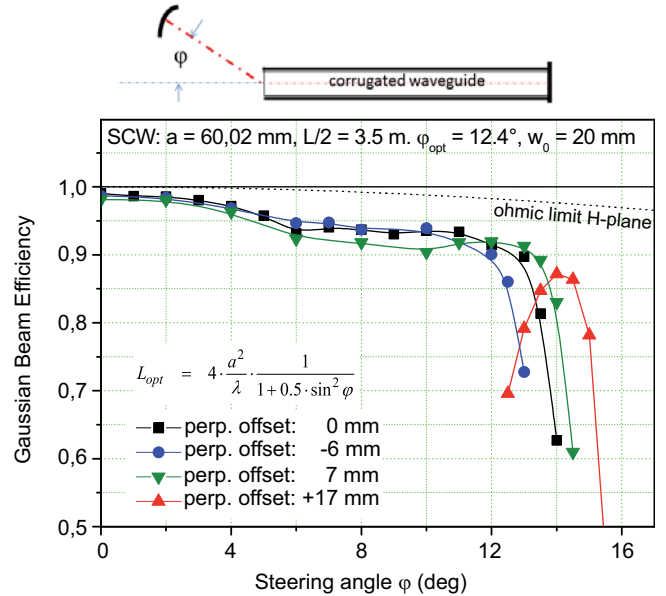 φ
corrugated waveguide
SCW: a = 60,02 mm, L/2 = 3.5 m. φopt = 12.4°, w0 = 20 mm
ohmic limit H-plane
L_opt = 4 · a²/λ · 1/(1 + 0.5 · sin² φ)
perp. offset: 0 mm
perp. offset: -6 mm
perp. offset: 7 mm
perp. offset: +17 mm
Gaussian Beam Efficiency
1,0
0,9
0,8
0,7
0,6
0,5
0 4 8 12 16
Steering angle φ (deg)